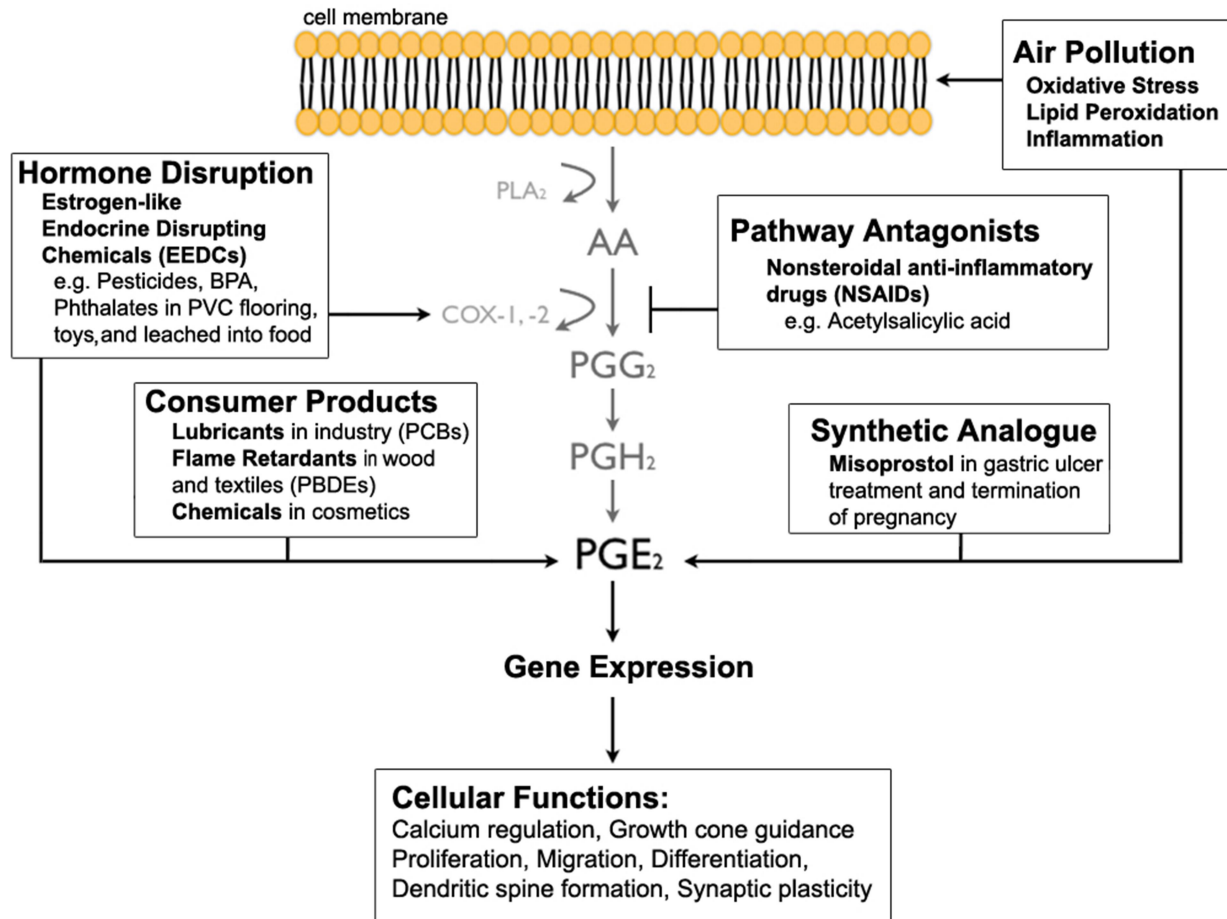 cell membrane
Air Pollution
Oxidative Stress
Lipid Peroxidation
Inflammation
Hormone Disruption
Estrogen-like
Endocrine Disrupting
Chemicals (EEDCs)
e.g. Pesticides, BPA,
Phthalates in PVC flooring,
toys,and leached into food
PLA₂
AA
Pathway Antagonists
Nonsteroidal anti-inflammatory
drugs (NSAIDs)
e.g. Acetylsalicylic acid
COX-1, -2
PGG₂
Consumer Products
Lubricants in industry (PCBs)
Flame Retardants in wood
and textiles (PBDEs)
Chemicals in cosmetics
PGH₂
Synthetic Analogue
Misoprostol in gastric ulcer
treatment and termination
of pregnancy
PGE₂
Gene Expression
Cellular Functions:
Calcium regulation, Growth cone guidance
Proliferation, Migration, Differentiation,
Dendritic spine formation, Synaptic plasticity